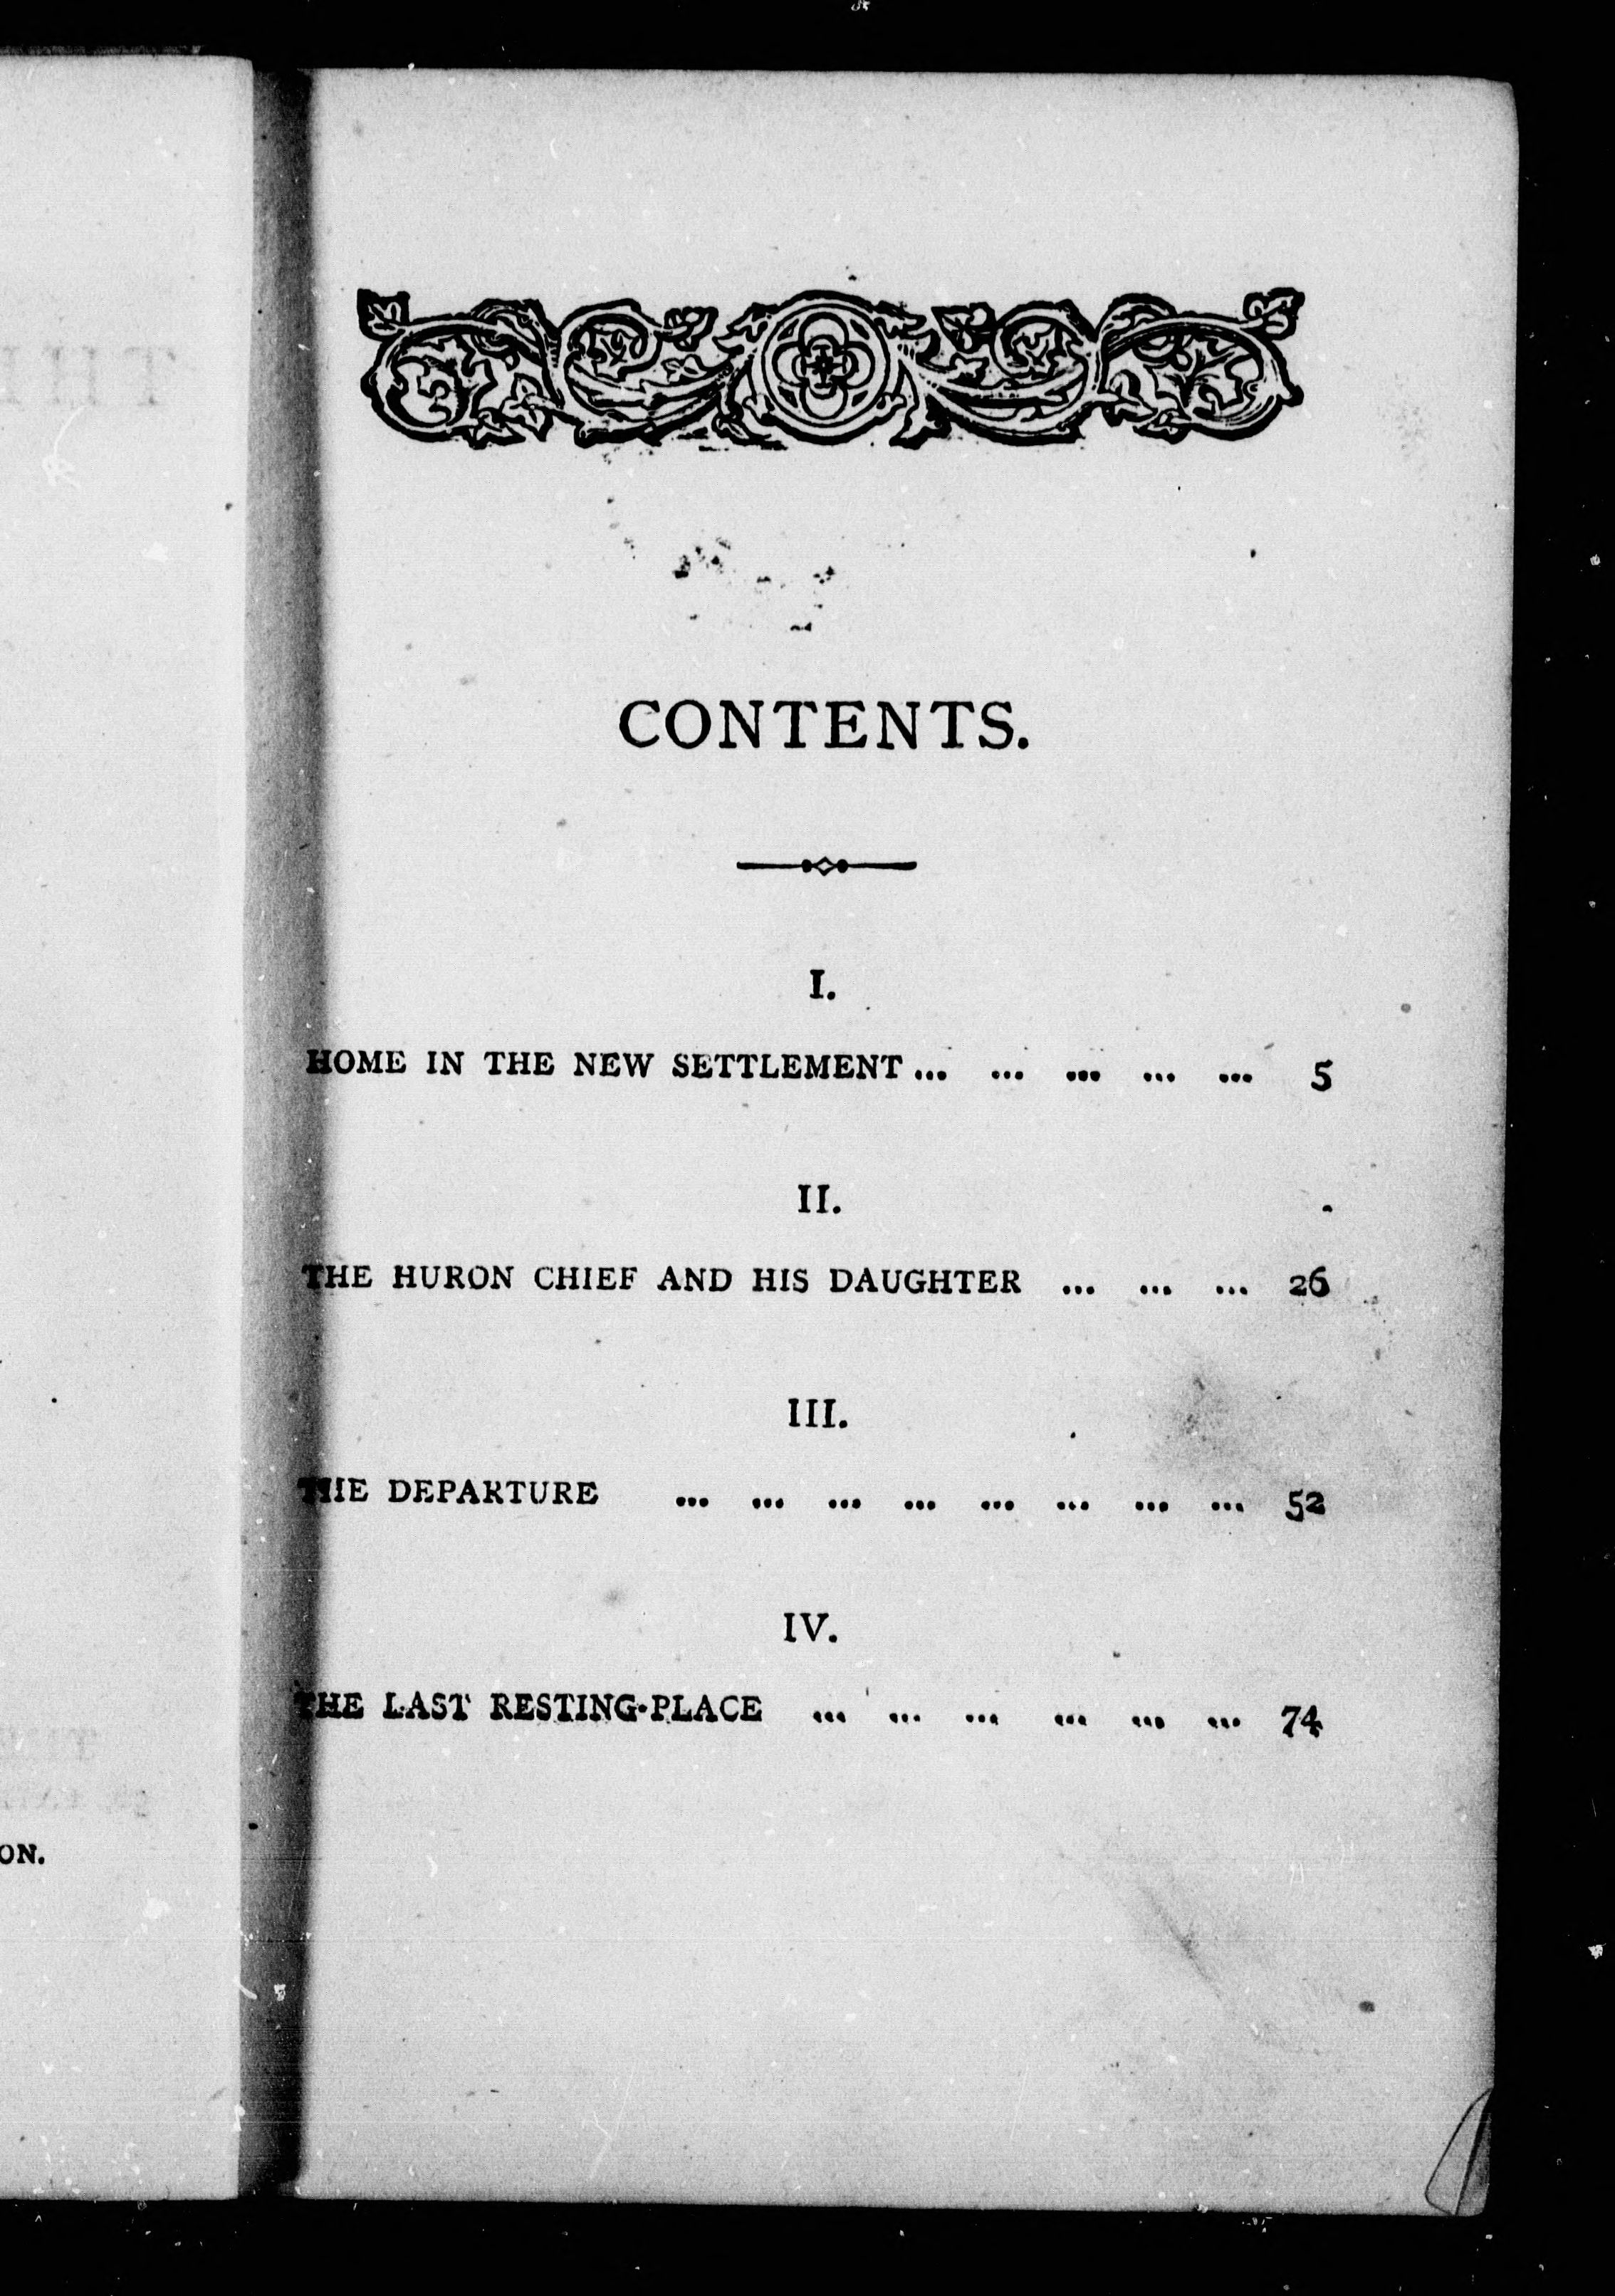 CONTENTS.
I.
HOME IN THE NEW SETTLEMENT ... ... ... ... ... 5
II.
THE HURON CHIEF AND HIS DAUGHTER ... ... ... 26
III.
THE DEPARTURE ... ... ... ... ... ... ... ... 52
IV.
THE LAST RESTING-PLACE ... ... ... ... ... ... 74
ON.